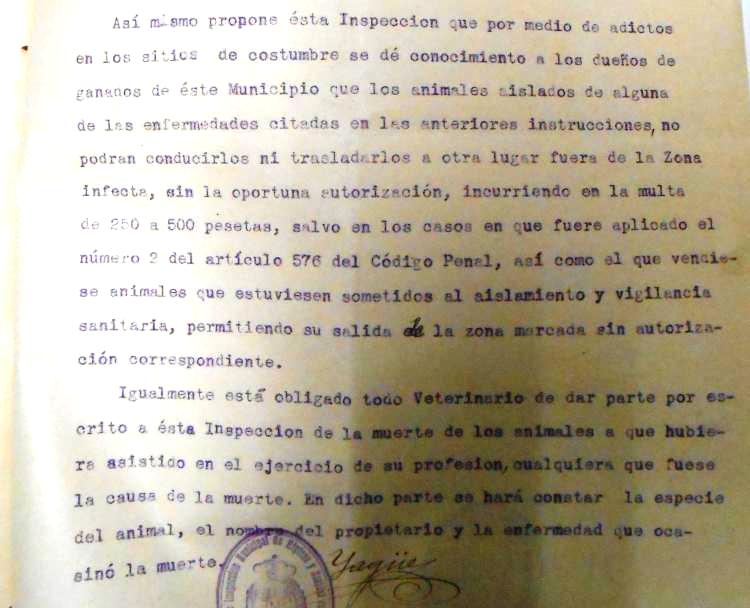 Así mismo propone ésta Inspeccion que por medio de adictos
en los sitios de costumbre se dé conocimiento a los dueños de
ganados de éste Municipio que los animales aislados de alguna
de las enfermedades citadas en las anteriores instrucciones, no
podran conducirlos ni trasladarlos a otra lugar fuera de la Zona
infecta, sin la oportuna autorización, incurriendo en la multa
de 250 a 500 pesetas, salvo en los casos en que fuere aplicado el
número 2 del artículo 576 del Código Penal, así como el que vendie-
se animales que estuviesen sometidos al aislamiento y vigilancia
sanitaria, permitiendo su salida de la zona marcada sin autoriza-
ción correspondiente.
Igualmente está obligado todo Veterinario de dar parte por es-
crito a ésta Inspeccion de la muerte de los animales a que hubie-
ra asistido en el ejercicio de su profesion, cualquiera que fuese
la causa de la muerte. En dicho parte se hará constar la especie
del animal, el nombre del propietario y la enfermedad que oca-
sinó la muerte.
Inspección Municipal de Higiene y
Yagüe